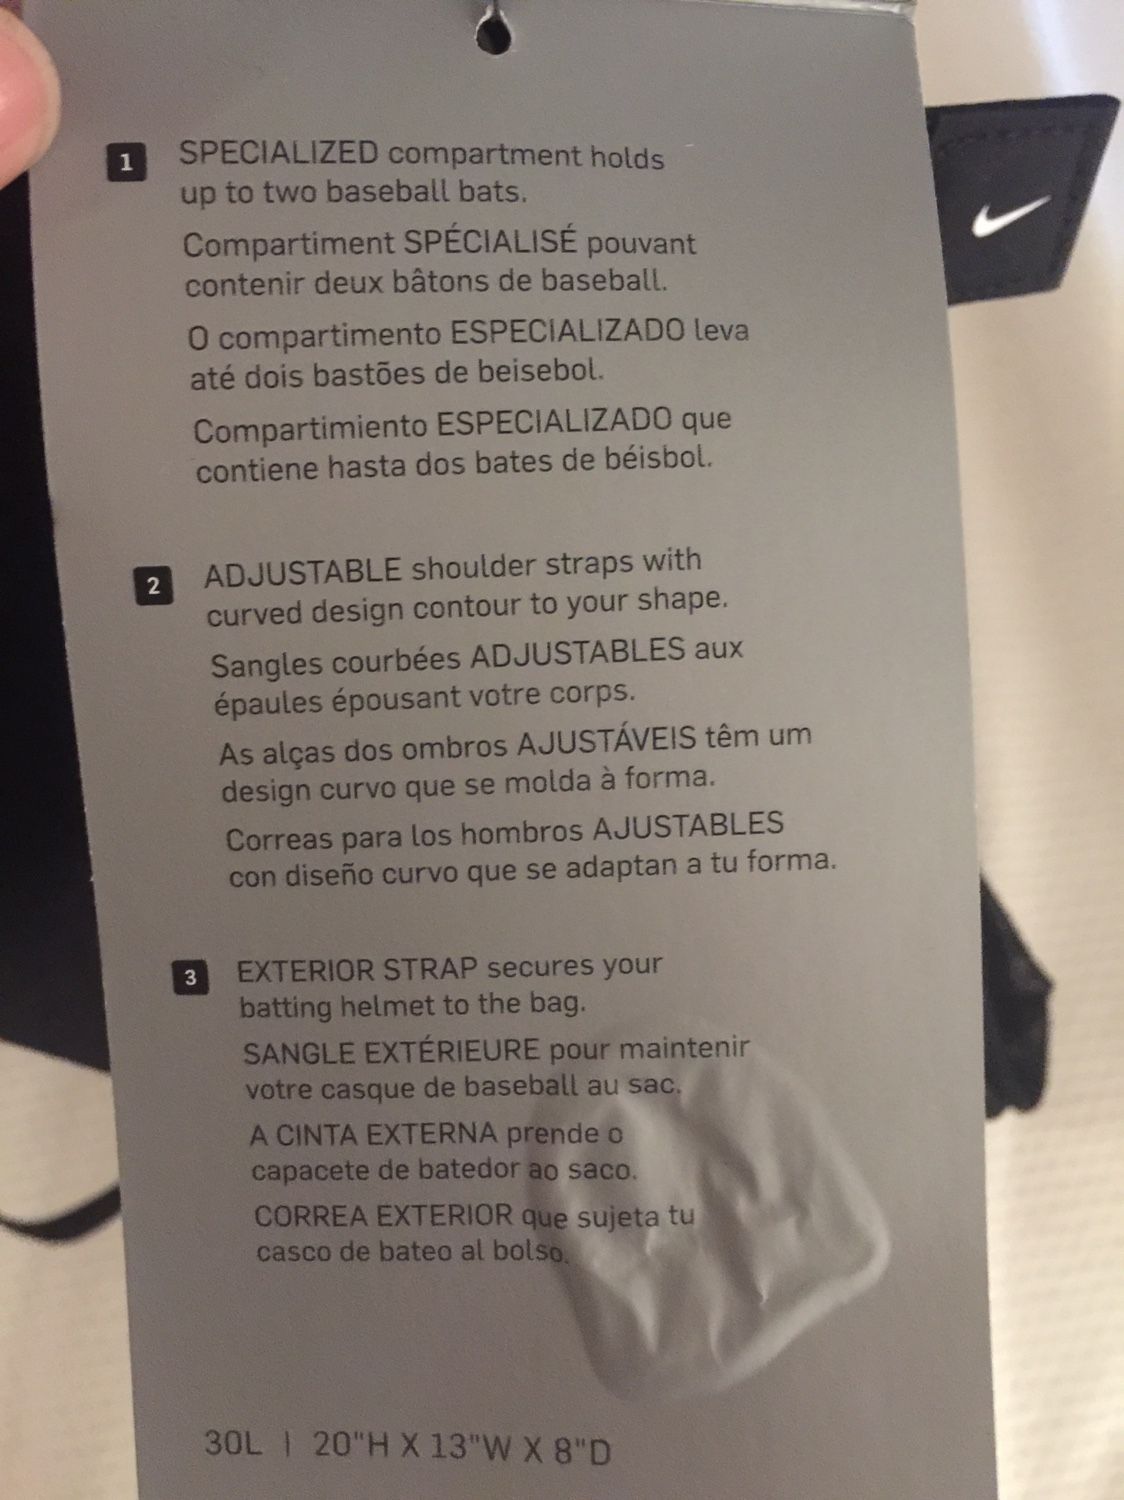 1
SPECIALIZED compartment holds
up to two baseball bats.
Compartiment SPÉCIALISÉ pouvant
contenir deux bâtons de baseball.
O compartimento ESPECIALIZADO leva
até dois bastões de beisebol.
Compartimiento ESPECIALIZADO que
contiene hasta dos bates de béisbol.
2
ADJUSTABLE shoulder straps with
curved design contour to your shape.
Sangles courbées ADJUSTABLES aux
épaules épousant votre corps.
As alças dos ombros AJUSTÁVEIS têm um
design curvo que se molda à forma.
Correas para los hombros AJUSTABLES
con diseño curvo que se adaptan a tu forma.
3
EXTERIOR STRAP secures your
batting helmet to the bag.
SANGLE EXTÉRIEURE pour maintenir
votre casque de baseball au sac.
A CINTA EXTERNA prende o
capacete de batedor ao saco.
CORREA EXTERIOR que sujeta tu
casco de bateo al bolso.
30L | 20"H X 13"W X 8"D